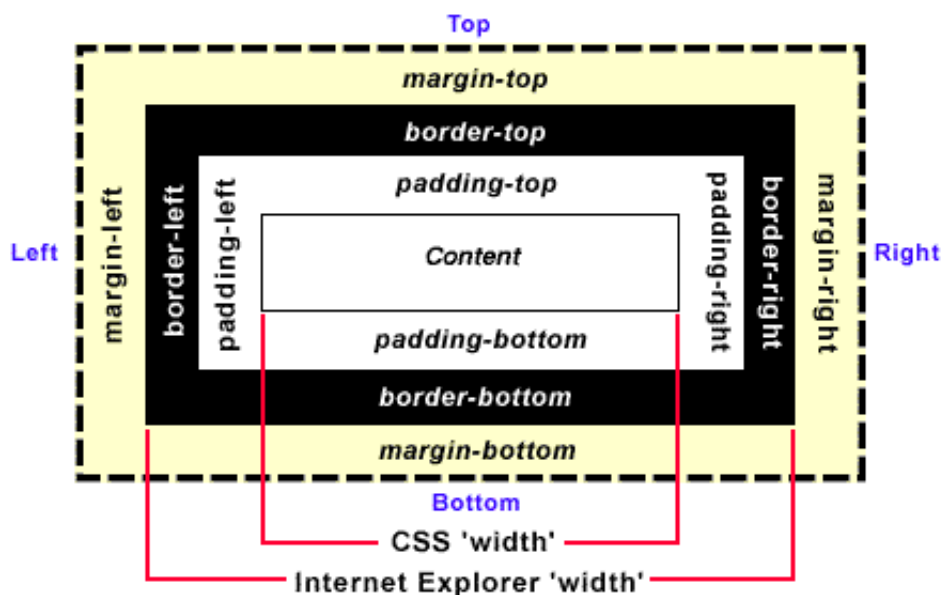 Top
margin-top
border-top
padding-top
Left
margin-left
border-left
padding-left
Content
padding-right
border-right
margin-right
Right
padding-bottom
border-bottom
margin-bottom
Bottom
CSS 'width'
Internet Explorer 'width'